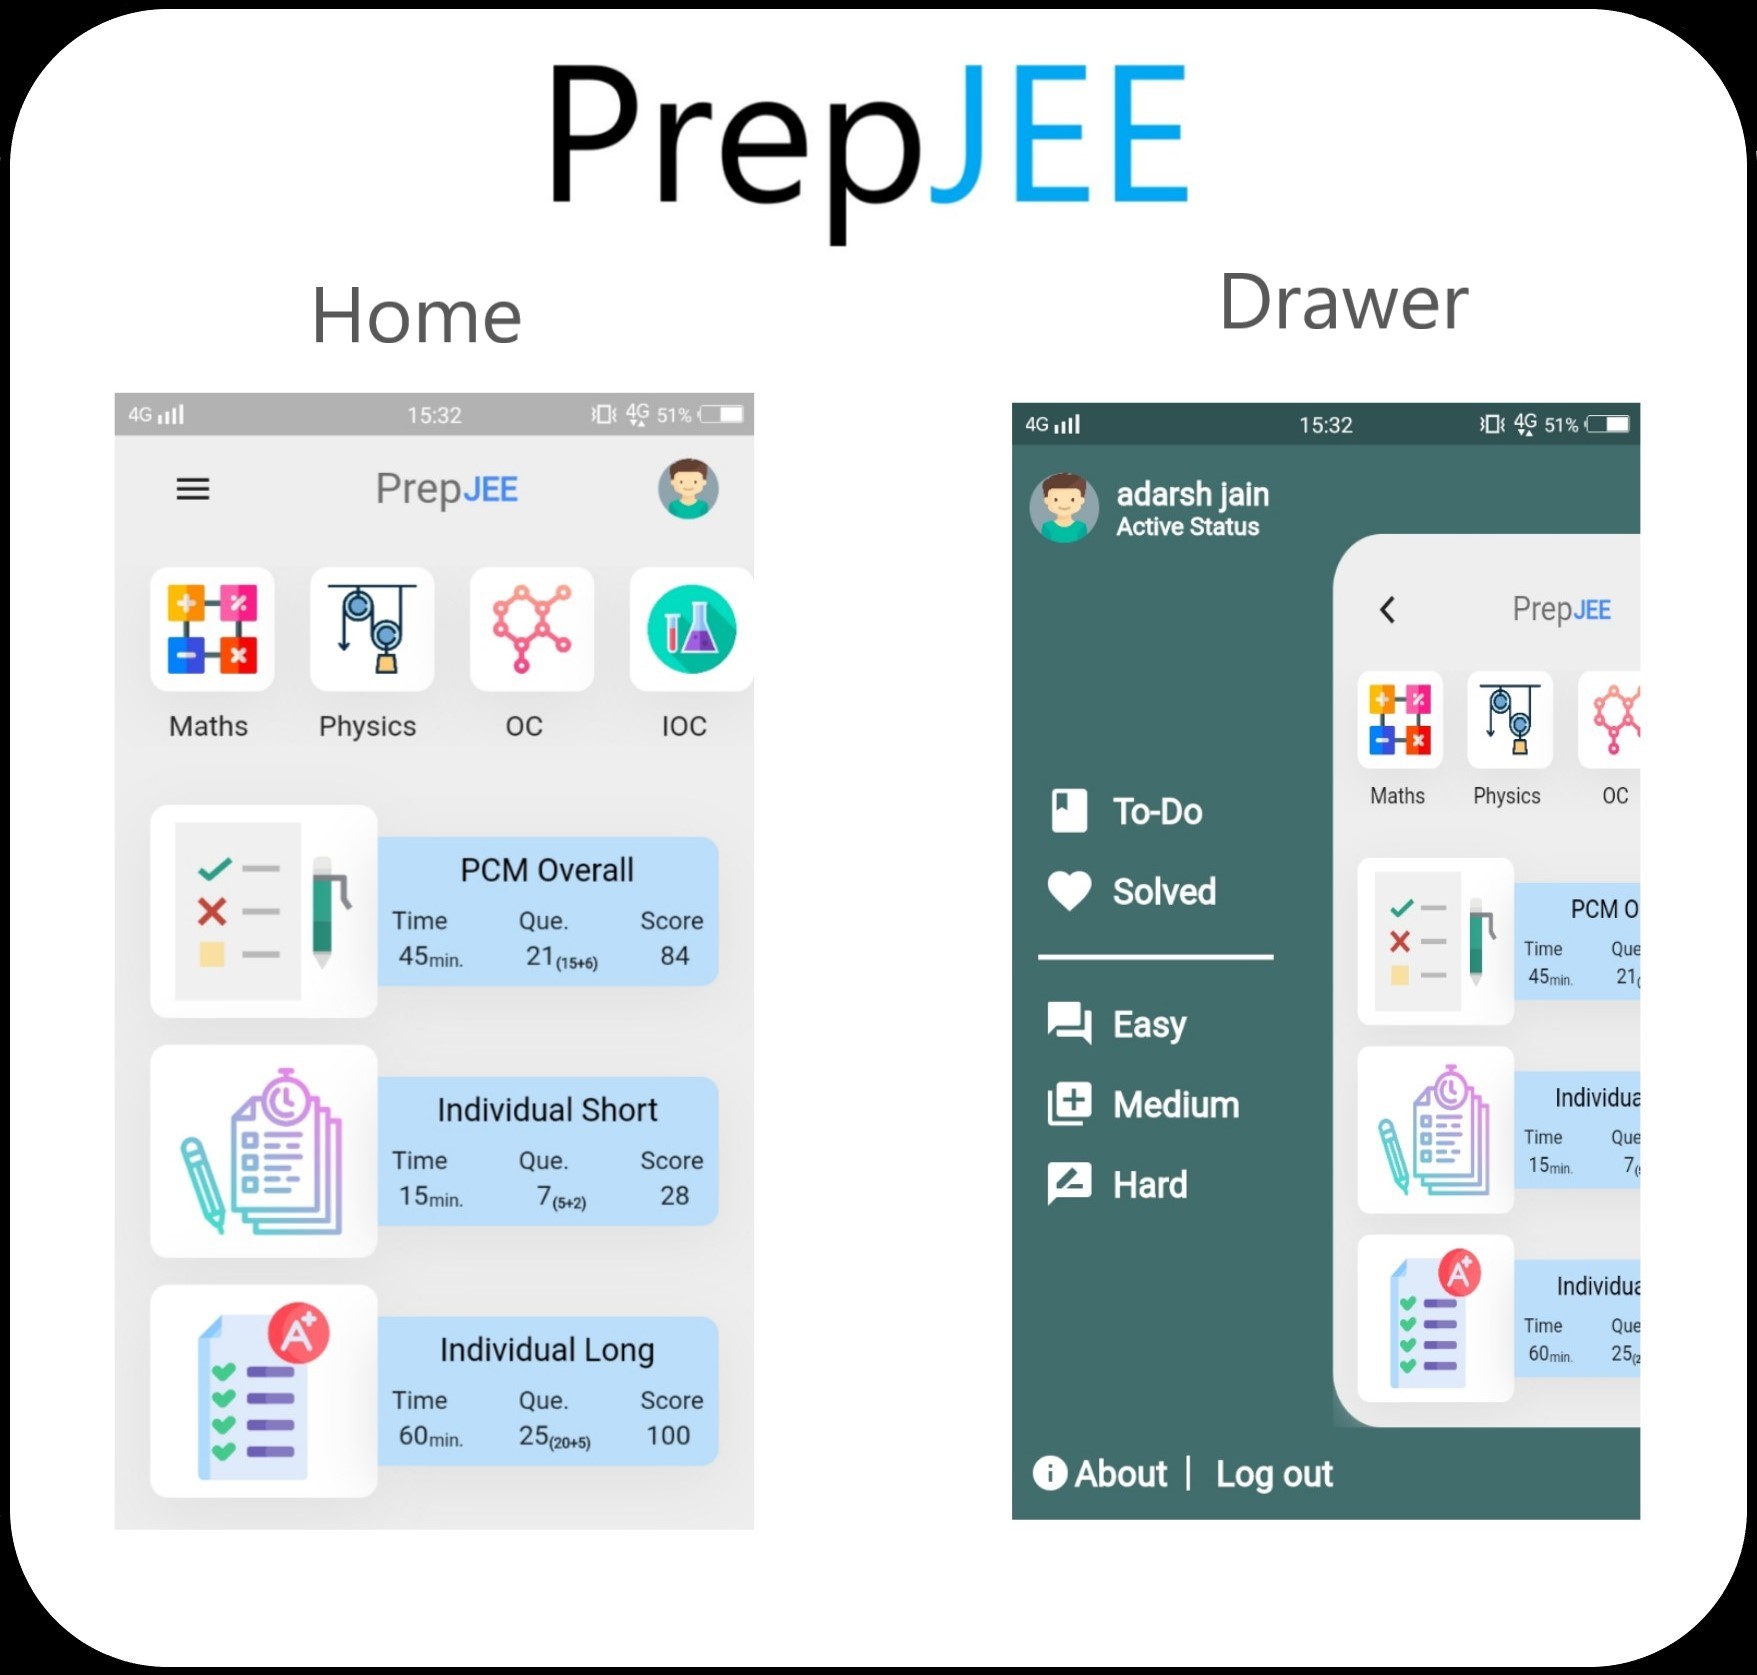 PrepJEE
Home
4G 15:32 4G 51%
PrepJEE
Maths Physics OC IOC
PCM Overall
Time Que. Score
45min. 21(15+6) 84
Individual Short
Time Que. Score
15min. 7(5+2) 28
A+
Individual Long
Time Que. Score
60min. 25(20+5) 100
Drawer
4G 15:32 4G 51%
adarsh jain
Active Status
To-Do
Solved
Easy
Medium
Hard
About | Log out
PrepJEE
Maths Physics OC
PCM O
Time Que
45min. 21(
Individua
Time Que
15min. 7(
A+
Individua
Time Que
60min. 25(2